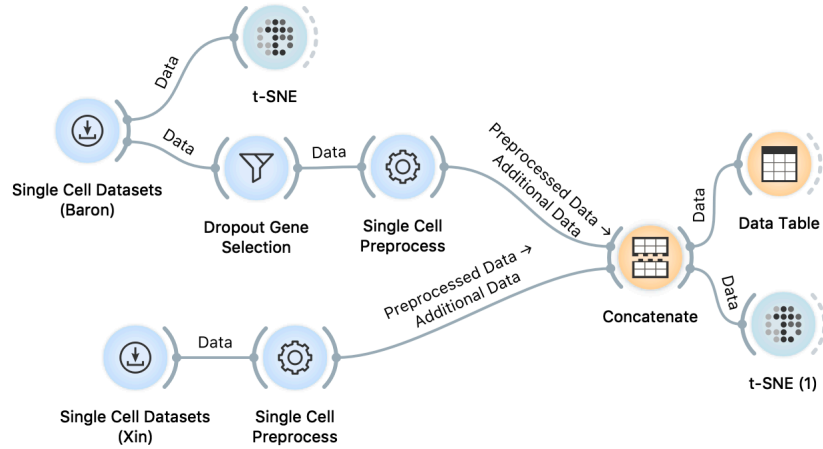 Data
t-SNE
Data
Single Cell Datasets
(Baron)
Data
Dropout Gene
Selection
Single Cell
Preprocess
Preprocessed Data →
Additional Data
Data
Data Table
Preprocessed Data →
Additional Data
Concatenate
Data
t-SNE (1)
Data
Single Cell Datasets
(Xin)
Single Cell
Preprocess